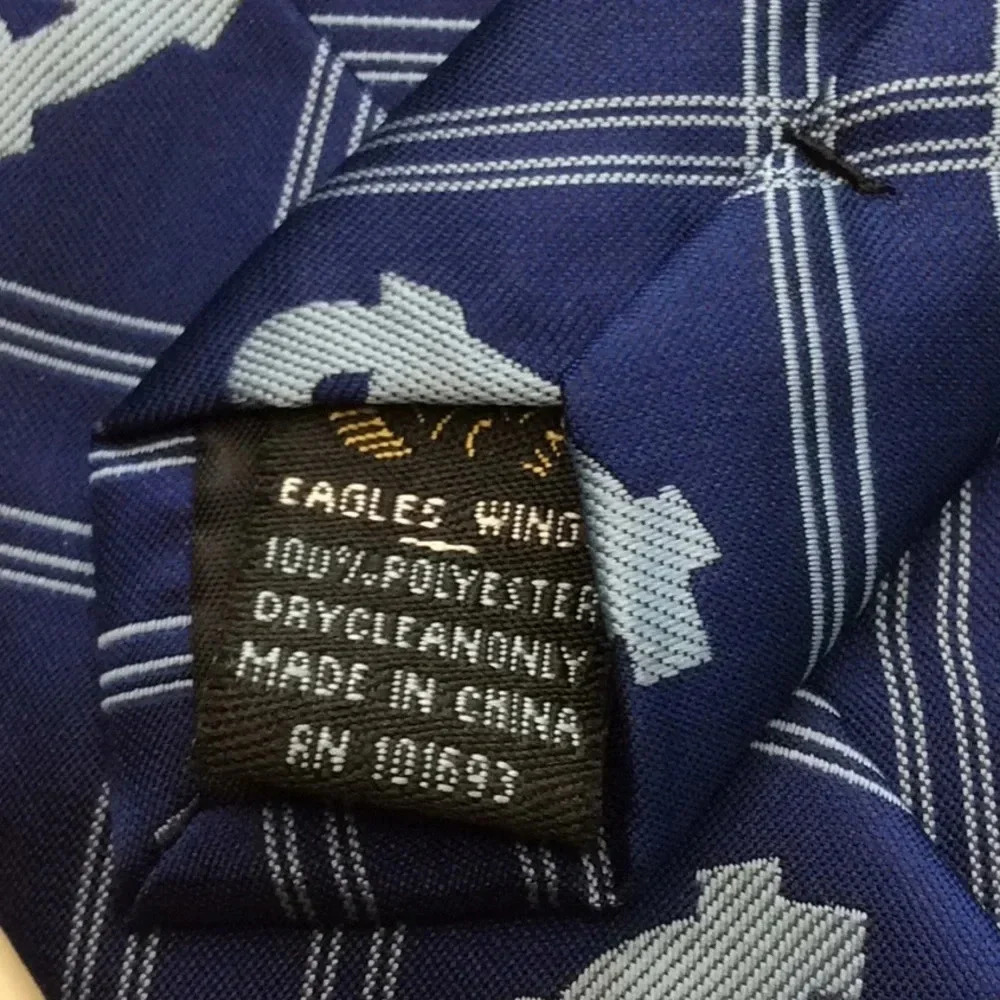 EAGLES WING
100%POLYESTER
DRYCLEANONLY
MADE IN CHINA
RN 101693